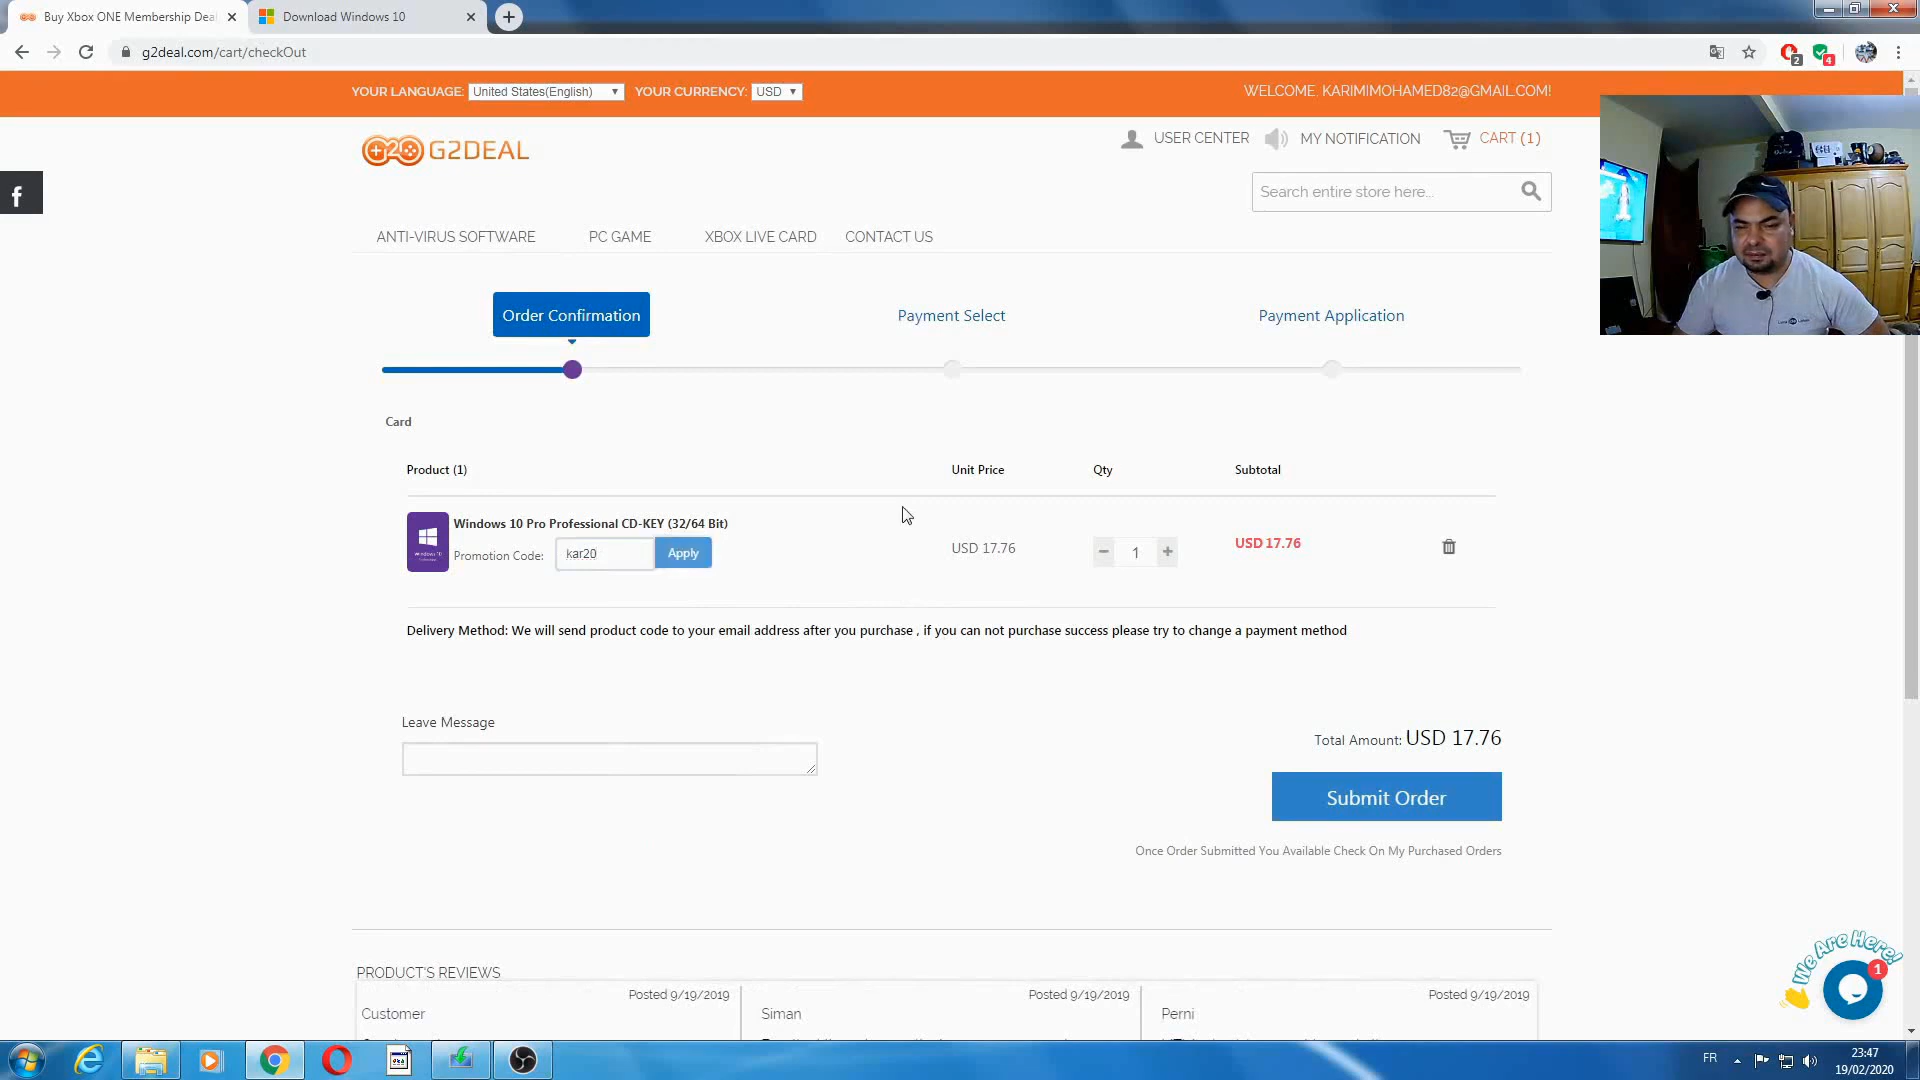 Buy Xbox ONE Membership Dea
Download Windows 10
g2deal.com/cart/checkOut
2
4
YOUR LANGUAGE: United States(English) YOUR CURRENCY: USD
WELCOME, KARIMIMOHAMED82@GMAIL.COM!
G2DEAL
USER CENTER MY NOTIFICATION CART (1)
Search entire store here...
f
ANTI-VIRUS SOFTWARE PC GAME XBOX LIVE CARD CONTACT US
Order Confirmation Payment Select Payment Application
Card
Product (1) Unit Price Qty Subtotal
Windows 10 Pro Professional CD-KEY (32/64 Bit)
Promotion Code: kar20 Apply
USD 17.76 − 1 + USD 17.76
Delivery Method: We will send product code to your email address after you purchase , if you can not purchase success please try to change a payment method
Leave Message
Total Amount: USD 17.76
Submit Order
Once Order Submitted You Available Check On My Purchased Orders
We Are Here!
1
PRODUCT'S REVIEWS
Posted 9/19/2019 Posted 9/19/2019 Posted 9/19/2019
Customer Siman Perni
FR
23:47
19/02/2020